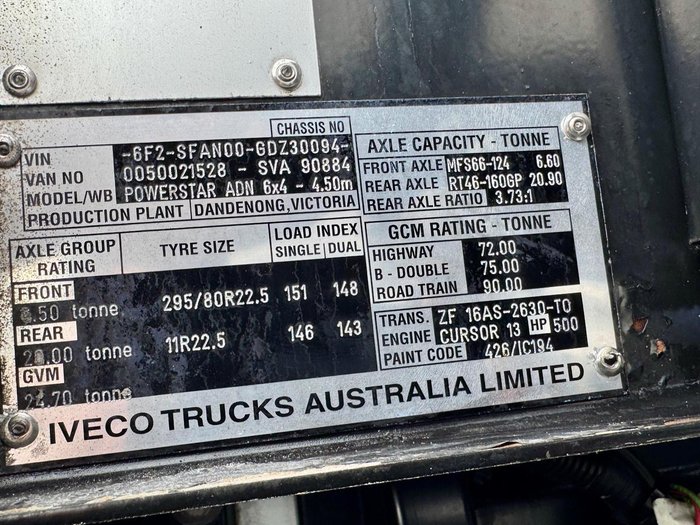 CHASSIS NO
VIN -6F2-SFAN00-GDZ30094-
VAN NO 0050021528 - SVA 90884
MODEL/WB POWERSTAR ADN 6x4 - 4.50m
PRODUCTION PLANT DANDENONG,VICTORIA
AXLE CAPACITY - TONNE
FRONT AXLE MFS66-124 6.60
REAR AXLE RT46-160GP 20.90
REAR AXLE RATIO 3.73:1
AXLE GROUP RATING TYRE SIZE LOAD INDEX SINGLE DUAL
FRONT
.50 tonne 295/80R22.5 151 148
REAR
.00 tonne 11R22.5 146 143
GVM
.70 tonne
GCM RATING - TONNE
HIGHWAY 72.00
B - DOUBLE 75.00
ROAD TRAIN 90.00
TRANS. ZF 16AS-2630-TO
ENGINE CURSOR 13 HP 500
PAINT CODE 426/IC194
IVECO TRUCKS AUSTRALIA LIMITED